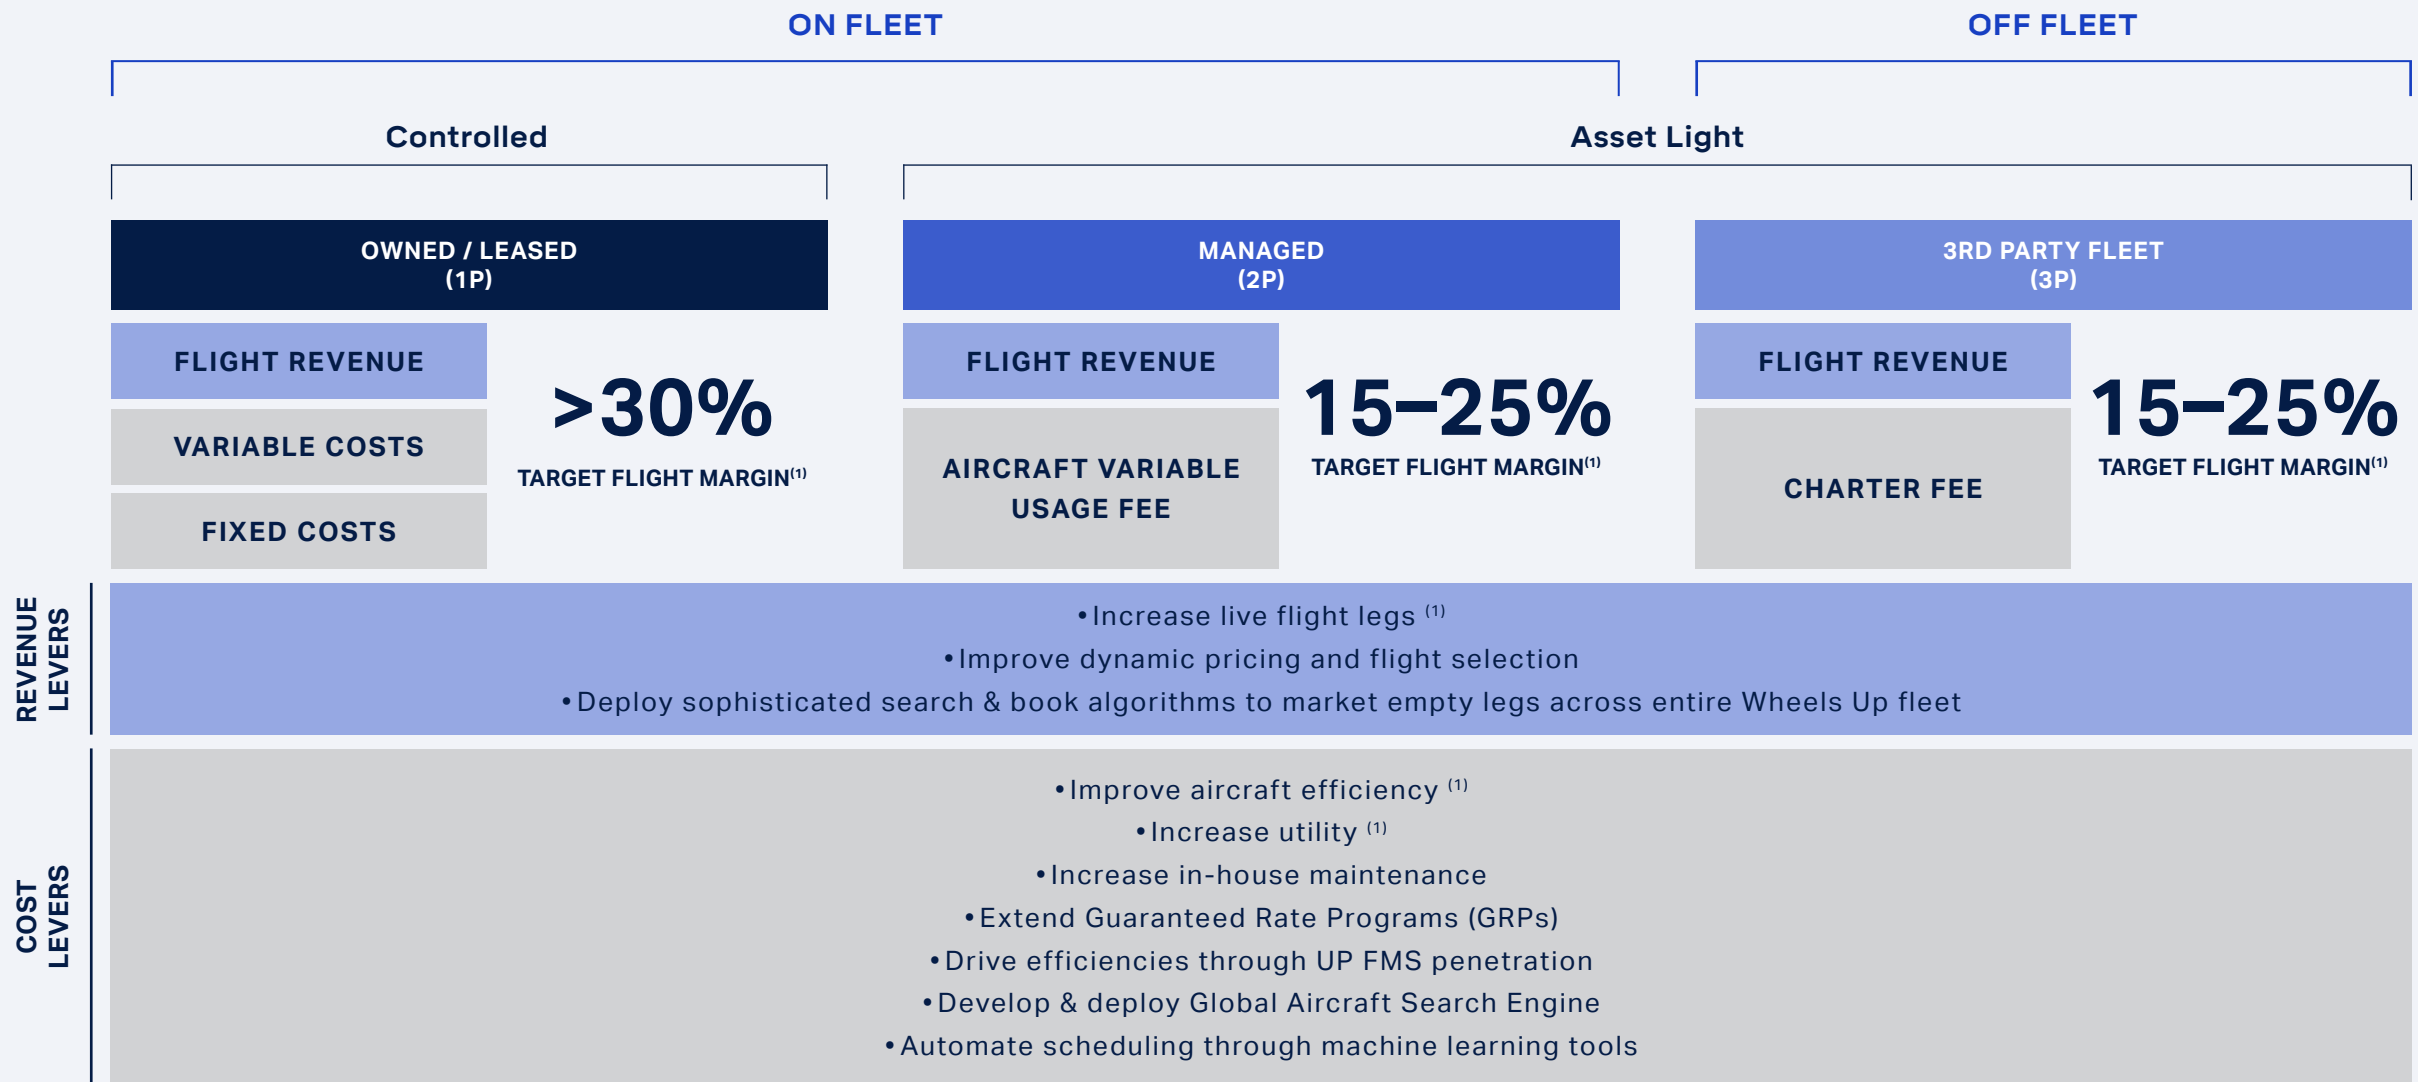 ON FLEET
OFF FLEET
Controlled
Asset Light
OWNED / LEASED
(1P)
MANAGED
(2P)
3RD PARTY FLEET
(3P)
FLIGHT REVENUE
VARIABLE COSTS
FIXED COSTS
>30%
TARGET FLIGHT MARGIN(1)
FLIGHT REVENUE
AIRCRAFT VARIABLE
USAGE FEE
15–25%
TARGET FLIGHT MARGIN(1)
FLIGHT REVENUE
CHARTER FEE
15–25%
TARGET FLIGHT MARGIN(1)
REVENUE
LEVERS
•Increase live flight legs (1)
•Improve dynamic pricing and flight selection
•Deploy sophisticated search & book algorithms to market empty legs across entire Wheels Up fleet
COST
LEVERS
•Improve aircraft efficiency (1)
•Increase utility (1)
•Increase in-house maintenance
•Extend Guaranteed Rate Programs (GRPs)
•Drive efficiencies through UP FMS penetration
•Develop & deploy Global Aircraft Search Engine
•Automate scheduling through machine learning tools